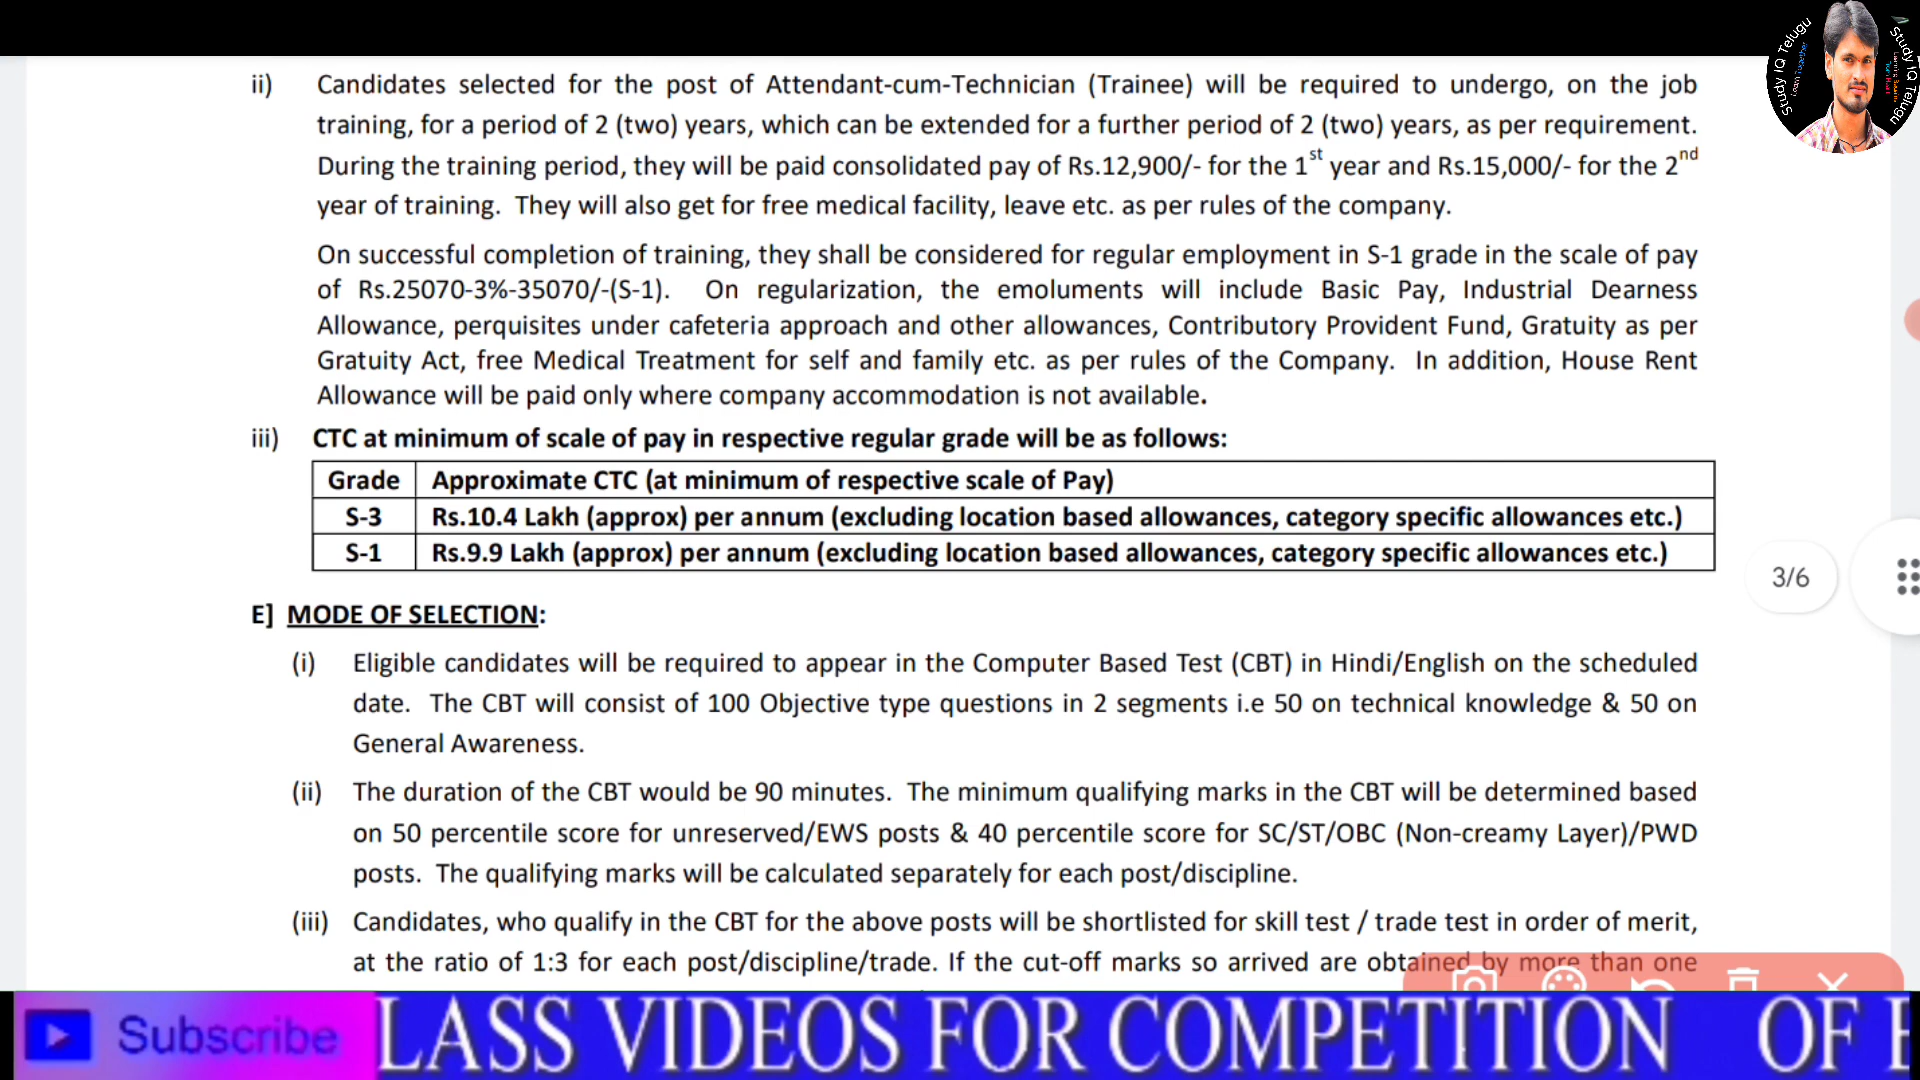 ii) Candidates selected for the post of Attendant-cum-Technician (Trainee) will be required to undergo, on the job
training, for a period of 2 (two) years, which can be extended for a further period of 2 (two) years, as per requirement.
During the training period, they will be paid consolidated pay of Rs.12,900/- for the 1st year and Rs.15,000/- for the 2nd
year of training. They will also get for free medical facility, leave etc. as per rules of the company.
On successful completion of training, they shall be considered for regular employment in S-1 grade in the scale of pay
of Rs.25070-3%-35070/-(S-1). On regularization, the emoluments will include Basic Pay, Industrial Dearness
Allowance, perquisites under cafeteria approach and other allowances, Contributory Provident Fund, Gratuity as per
Gratuity Act, free Medical Treatment for self and family etc. as per rules of the Company. In addition, House Rent
Allowance will be paid only where company accommodation is not available.
iii) CTC at minimum of scale of pay in respective regular grade will be as follows:
Grade Approximate CTC (at minimum of respective scale of Pay)
S-3 Rs.10.4 Lakh (approx) per annum (excluding location based allowances, category specific allowances etc.)
S-1 Rs.9.9 Lakh (approx) per annum (excluding location based allowances, category specific allowances etc.)
3/6
E] MODE OF SELECTION:
(i) Eligible candidates will be required to appear in the Computer Based Test (CBT) in Hindi/English on the scheduled
date. The CBT will consist of 100 Objective type questions in 2 segments i.e 50 on technical knowledge & 50 on
General Awareness.
(ii) The duration of the CBT would be 90 minutes. The minimum qualifying marks in the CBT will be determined based
on 50 percentile score for unreserved/EWS posts & 40 percentile score for SC/ST/OBC (Non-creamy Layer)/PWD
posts. The qualifying marks will be calculated separately for each post/discipline.
(iii) Candidates, who qualify in the CBT for the above posts will be shortlisted for skill test / trade test in order of merit,
at the ratio of 1:3 for each post/discipline/trade. If the cut-off marks so arrived are obtained by more than one
Subscribe LASS VIDEOS FOR COMPETITION OF
Study IQ Telugu
Study IQ Telugu